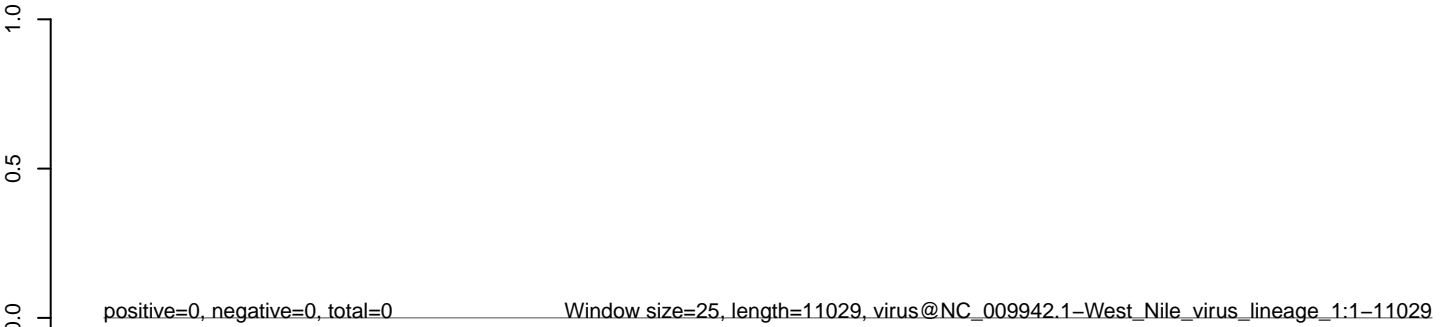 1.0
0.5
0.0
positive=0, negative=0, total=0 Window size=25, length=11029, virus@NC_009942.1−West_Nile_virus_lineage_1:1−11029